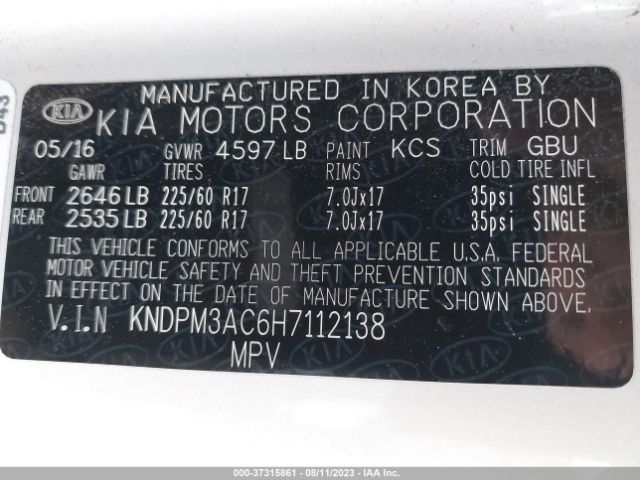 D43
MANUFACTURED IN KOREA BY
KIA KIA MOTORS CORPORATION
05/16 GVWR 4597 LB PAINT KCS TRIM GBU
GAWR TIRES RIMS COLD TIRE INFL
FRONT 2646 LB 225/60 R17 7.0Jx17 35psi SINGLE
REAR 2535 LB 225/60 R17 7.0Jx17 35psi SINGLE
THIS VEHICLE CONFORMS TO ALL APPLICABLE U.S.A. FEDERAL
MOTOR VEHICLE SAFETY AND THEFT PREVENTION STANDARDS
IN EFFECT ON THE DATE OF MANUFACTURE SHOWN ABOVE.
V.I.N KNDPM3AC6H7112138
MPV
000-37315861 - 08/11/2023 - IAA Inc.